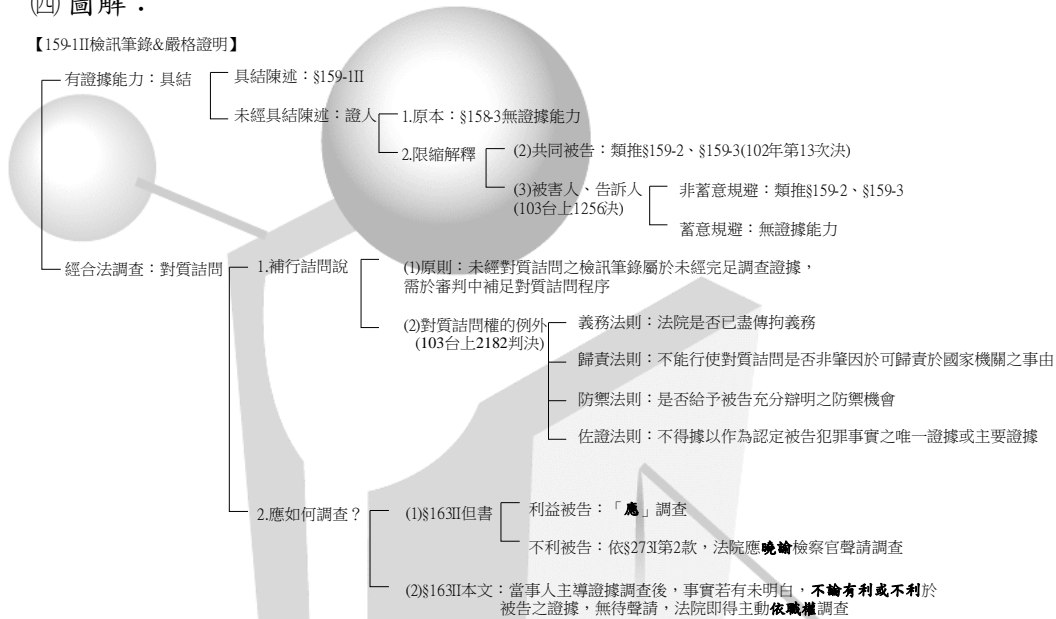 ㈣ 圖解：
【159-1II檢訊筆錄&嚴格證明】
有證據能力：具結
具結陳述：§159-1II
未經具結陳述：證人
1.原本：§158-3無證據能力
2.限縮解釋
(2)共同被告：類推§159-2、§159-3(102年第13次決)
(3)被害人、告訴人
(103台上1256決)
非蓄意規避：類推§159-2、§159-3
蓄意規避：無證據能力
經合法調查：對質詰問
1.補行詰問說
(1)原則：未經對質詰問之檢訊筆錄屬於未經完足調查證據，
需於審判中補足對質詰問程序
(2)對質詰問權的例外
(103台上2182判決)
義務法則：法院是否已盡傳拘義務
歸責法則：不能行使對質詰問是否非肇因於可歸責於國家機關之事由
防禦法則：是否給予被告充分辯明之防禦機會
佐證法則：不得據以作為認定被告犯罪事實之唯一證據或主要證據
2.應如何調查？
(1)§163II但書
利益被告：「應」調查
不利被告：依§273I第2款，法院應曉諭檢察官聲請調查
(2)§163II本文：當事人主導證據調查後，事實若有未明白，不論有利或不利於
被告之證據，無待聲請，法院即得主動依職權調查